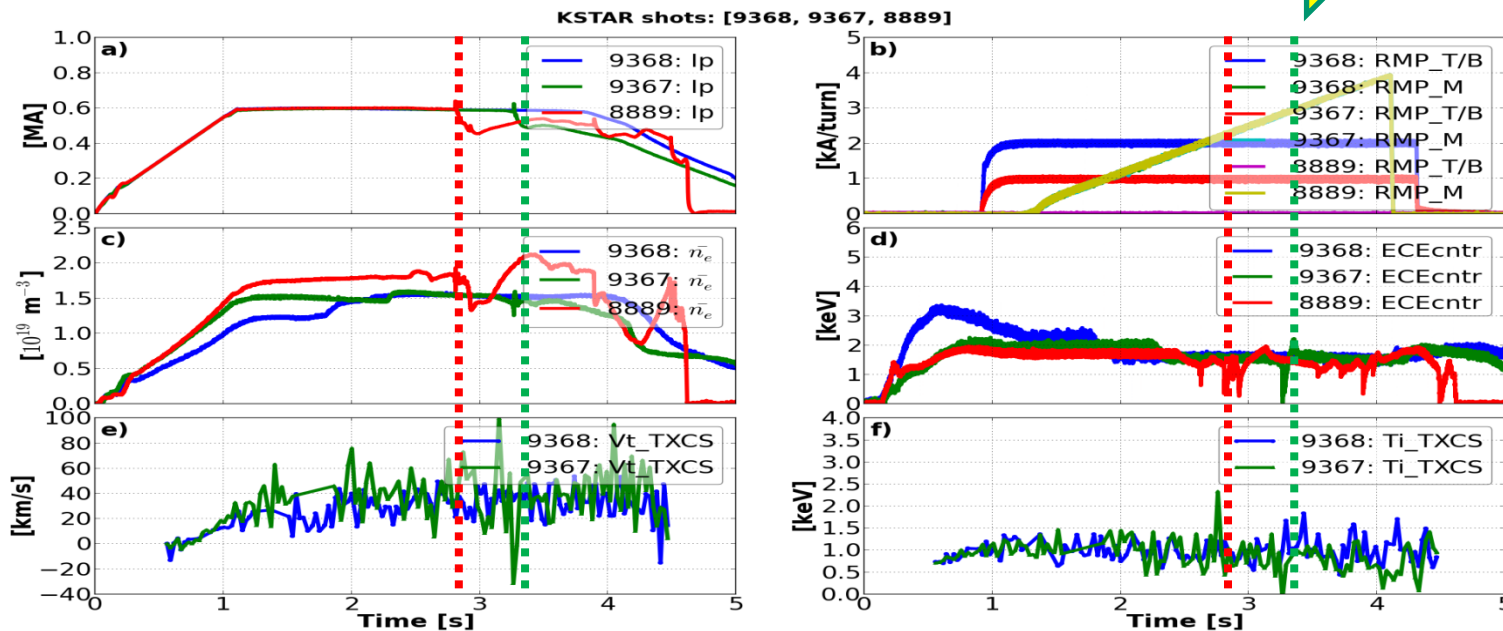 KSTAR shots: [9368, 9367, 8889]
a)
9368: Ip
9367: Ip
8889: Ip
[MA]
1.0
0.8
0.6
0.4
0.2
0.0
b)
9368: RMP_T/B
9368: RMP_M
9367: RMP_T/B
9367: RMP_M
8889: RMP_T/B
8889: RMP_M
[kA/turn]
5
4
3
2
1
0
c)
9368: n̄_e
9367: n̄_e
8889: n̄_e
[10¹⁹ m⁻³]
2.5
2.0
1.5
1.0
0.5
0.0
d)
9368: ECEcntr
9367: ECEcntr
8889: ECEcntr
[keV]
6
5
4
3
2
1
0
e)
9368: Vt_TXCS
9367: Vt_TXCS
[km/s]
100
80
60
40
20
0
−20
−40
0 1 2 3 4 5
Time [s]
f)
9368: Ti_TXCS
9367: Ti_TXCS
[keV]
4.0
3.5
3.0
2.5
2.0
1.5
1.0
0.5
0.0
0 1 2 3 4 5
Time [s]